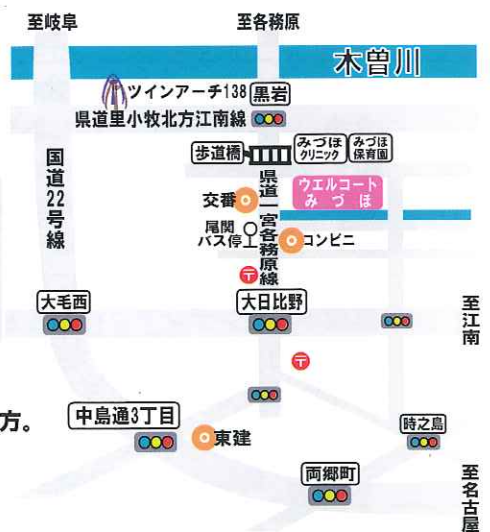 至岐阜
至各務原
木曽川
ツインアーチ138
黒岩
県道里小牧北方江南線
歩道橋
みづほ
クリニック
みづほ
保育園
国道22号線
県道一宮各務原線
ウエルコート
みづほ
交番
尾関
バス停
コンビニ
〒
大毛西
大日比野
至江南
〒
方。
中島通3丁目
東建
時之島
両郷町
至名古屋